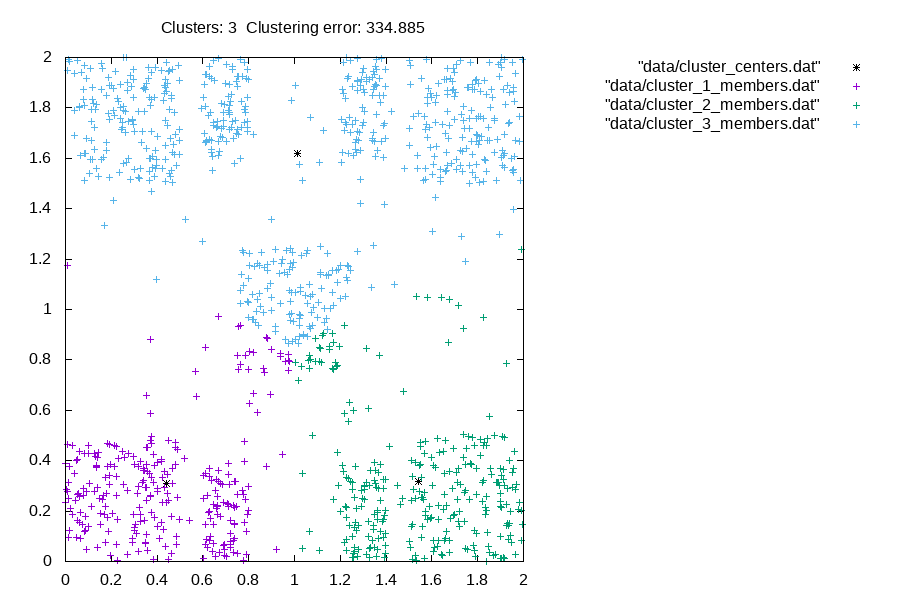 Clusters: 3  Clustering error: 334.885
"data/cluster_centers.dat"
"data/cluster_1_members.dat"
"data/cluster_2_members.dat"
"data/cluster_3_members.dat"
2
1.8
1.6
1.4
1.2
1
0.8
0.6
0.4
0.2
0
0 0.2 0.4 0.6 0.8 1 1.2 1.4 1.6 1.8 2